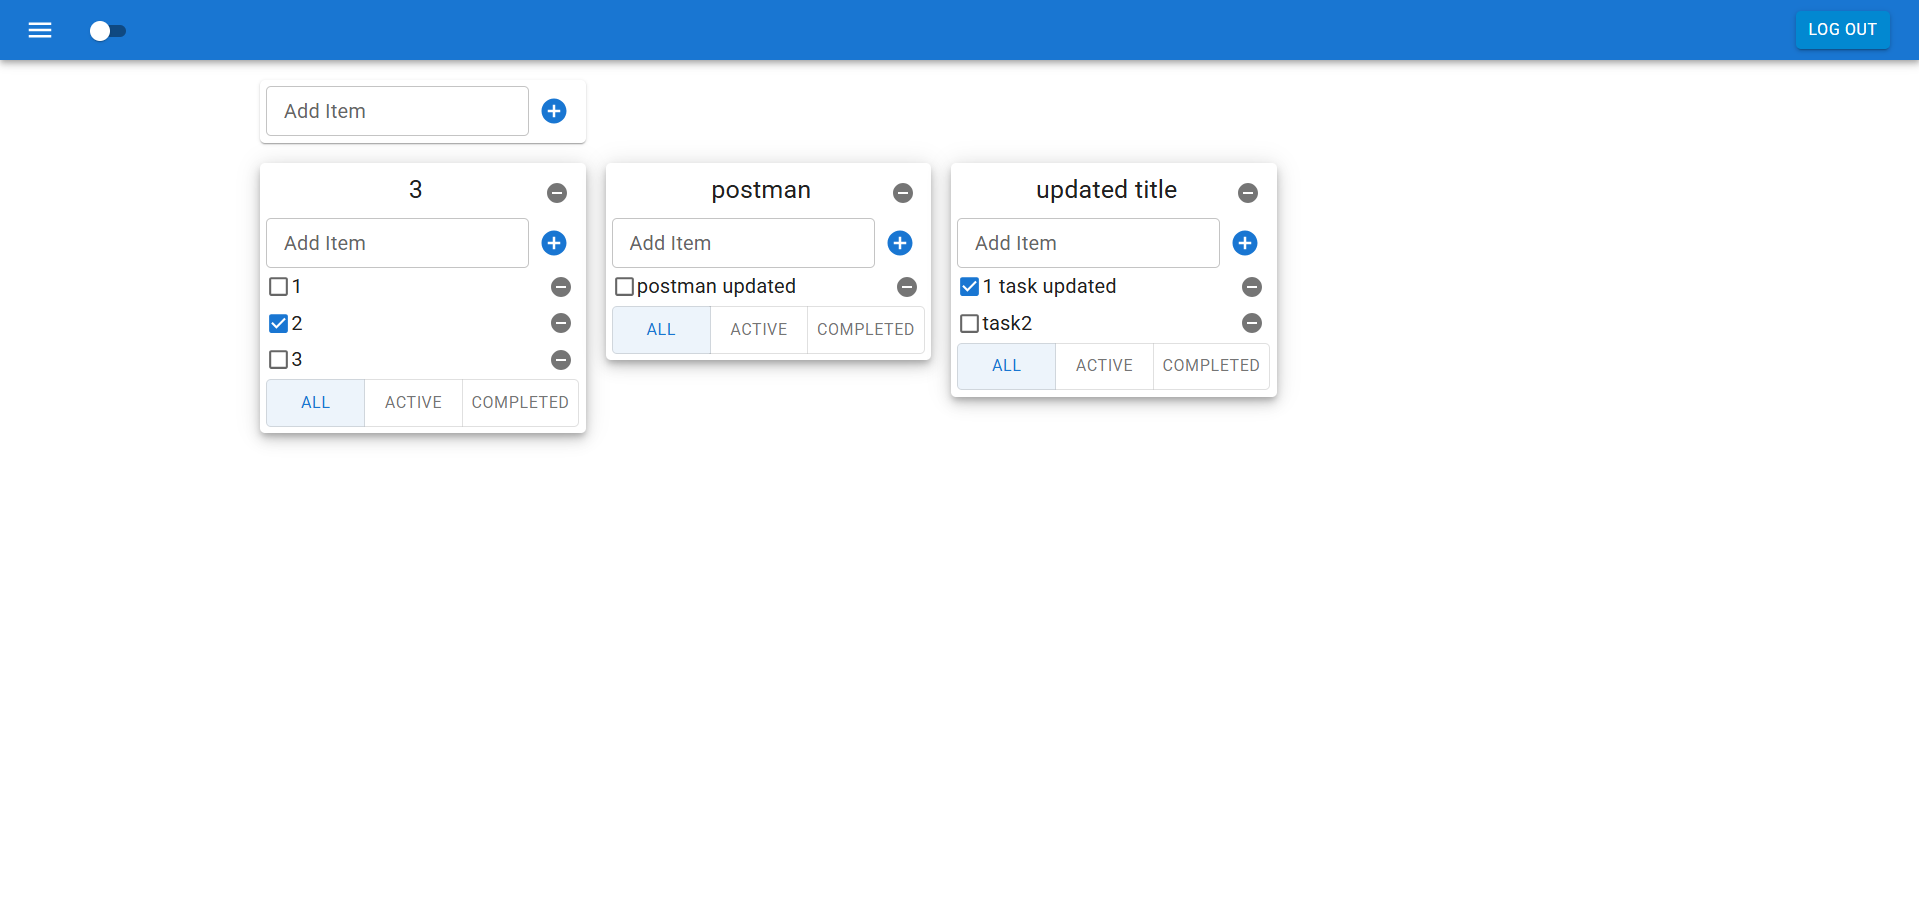 LOG OUT
Add Item
3
Add Item
1
2
3
ALL ACTIVE COMPLETED
postman
Add Item
postman updated
ALL ACTIVE COMPLETED
updated title
Add Item
1 task updated
task2
ALL ACTIVE COMPLETED